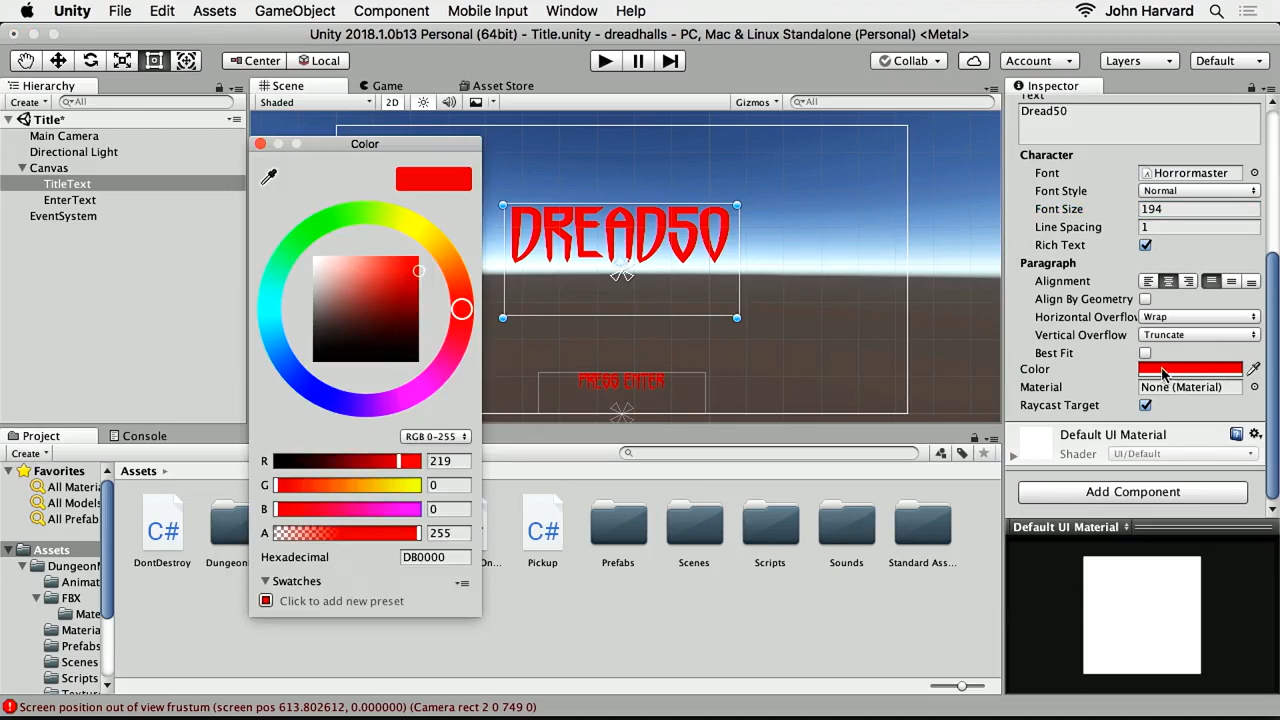 Unity File Edit Assets GameObject Component Mobile Input Window Help John Harvard
Unity 2018.1.0b13 Personal (64bit) - Title.unity - dreadhalls - PC, Mac & Linux Standalone (Personal) <Metal>
Center Local Collab Account Layers Default
Hierarchy
Create All
Title*
Main Camera
Directional Light
Canvas
TitleText
EnterText
EventSystem
Scene Game Asset Store
Shaded 2D Gizmos All
DREAD50
PRESS ENTER
Color
RGB 0-255
R 219
G 0
B 0
A 255
Hexadecimal DB0000
Swatches
Click to add new preset
Inspector
Text
Dread50
Character
Font Horrormaster
Font Style Normal
Font Size 194
Line Spacing 1
Rich Text
Paragraph
Alignment
Align By Geometry
Horizontal Overflow Wrap
Vertical Overflow Truncate
Best Fit
Color
Material None (Material)
Raycast Target
Default UI Material
Shader UI/Default
Add Component
Default UI Material
Project Console
Create
Favorites
All Materia
All Models
All Prefab
Assets
DungeonM
Animat
FBX
Mate
Materia
Prefabs
Scenes
Scripts
Assets
C# C#
DontDestroy Dungeon On... Pickup Prefabs Scenes Scripts Sounds Standard Ass...
Screen position out of view frustum (screen pos 613.802612, 0.000000) (Camera rect 2 0 749 0)